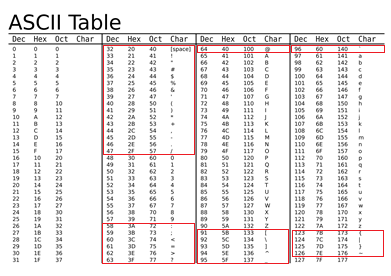 ASCII Table
Dec Hex Oct Char Dec Hex Oct Char Dec Hex Oct Char Dec Hex Oct Char
0 0 0 32 20 40 [space] 64 40 100 @ 96 60 140 `
1 1 1 33 21 41 ! 65 41 101 A 97 61 141 a
2 2 2 34 22 42 " 66 42 102 B 98 62 142 b
3 3 3 35 23 43 # 67 43 103 C 99 63 143 c
4 4 4 36 24 44 $ 68 44 104 D 100 64 144 d
5 5 5 37 25 45 % 69 45 105 E 101 65 145 e
6 6 6 38 26 46 & 70 46 106 F 102 66 146 f
7 7 7 39 27 47 ' 71 47 107 G 103 67 147 g
8 8 10 40 28 50 ( 72 48 110 H 104 68 150 h
9 9 11 41 29 51 ) 73 49 111 I 105 69 151 i
10 A 12 42 2A 52 * 74 4A 112 J 106 6A 152 j
11 B 13 43 2B 53 + 75 4B 113 K 107 6B 153 k
12 C 14 44 2C 54 , 76 4C 114 L 108 6C 154 l
13 D 15 45 2D 55 - 77 4D 115 M 109 6D 155 m
14 E 16 46 2E 56 . 78 4E 116 N 110 6E 156 n
15 F 17 47 2F 57 / 79 4F 117 O 111 6F 157 o
16 10 20 48 30 60 0 80 50 120 P 112 70 160 p
17 11 21 49 31 61 1 81 51 121 Q 113 71 161 q
18 12 22 50 32 62 2 82 52 122 R 114 72 162 r
19 13 23 51 33 63 3 83 53 123 S 115 73 163 s
20 14 24 52 34 64 4 84 54 124 T 116 74 164 t
21 15 25 53 35 65 5 85 55 125 U 117 75 165 u
22 16 26 54 36 66 6 86 56 126 V 118 76 166 v
23 17 27 55 37 67 7 87 57 127 W 119 77 167 w
24 18 30 56 38 70 8 88 58 130 X 120 78 170 x
25 19 31 57 39 71 9 89 59 131 Y 121 79 171 y
26 1A 32 58 3A 72 : 90 5A 132 Z 122 7A 172 z
27 1B 33 59 3B 73 ; 91 5B 133 [ 123 7B 173 {
28 1C 34 60 3C 74 < 92 5C 134 \ 124 7C 174 |
29 1D 35 61 3D 75 = 93 5D 135 ] 125 7D 175 }
30 1E 36 62 3E 76 > 94 5E 136 ^ 126 7E 176 ~
31 1F 37 63 3F 77 ? 95 5F 137 _ 127 7F 177